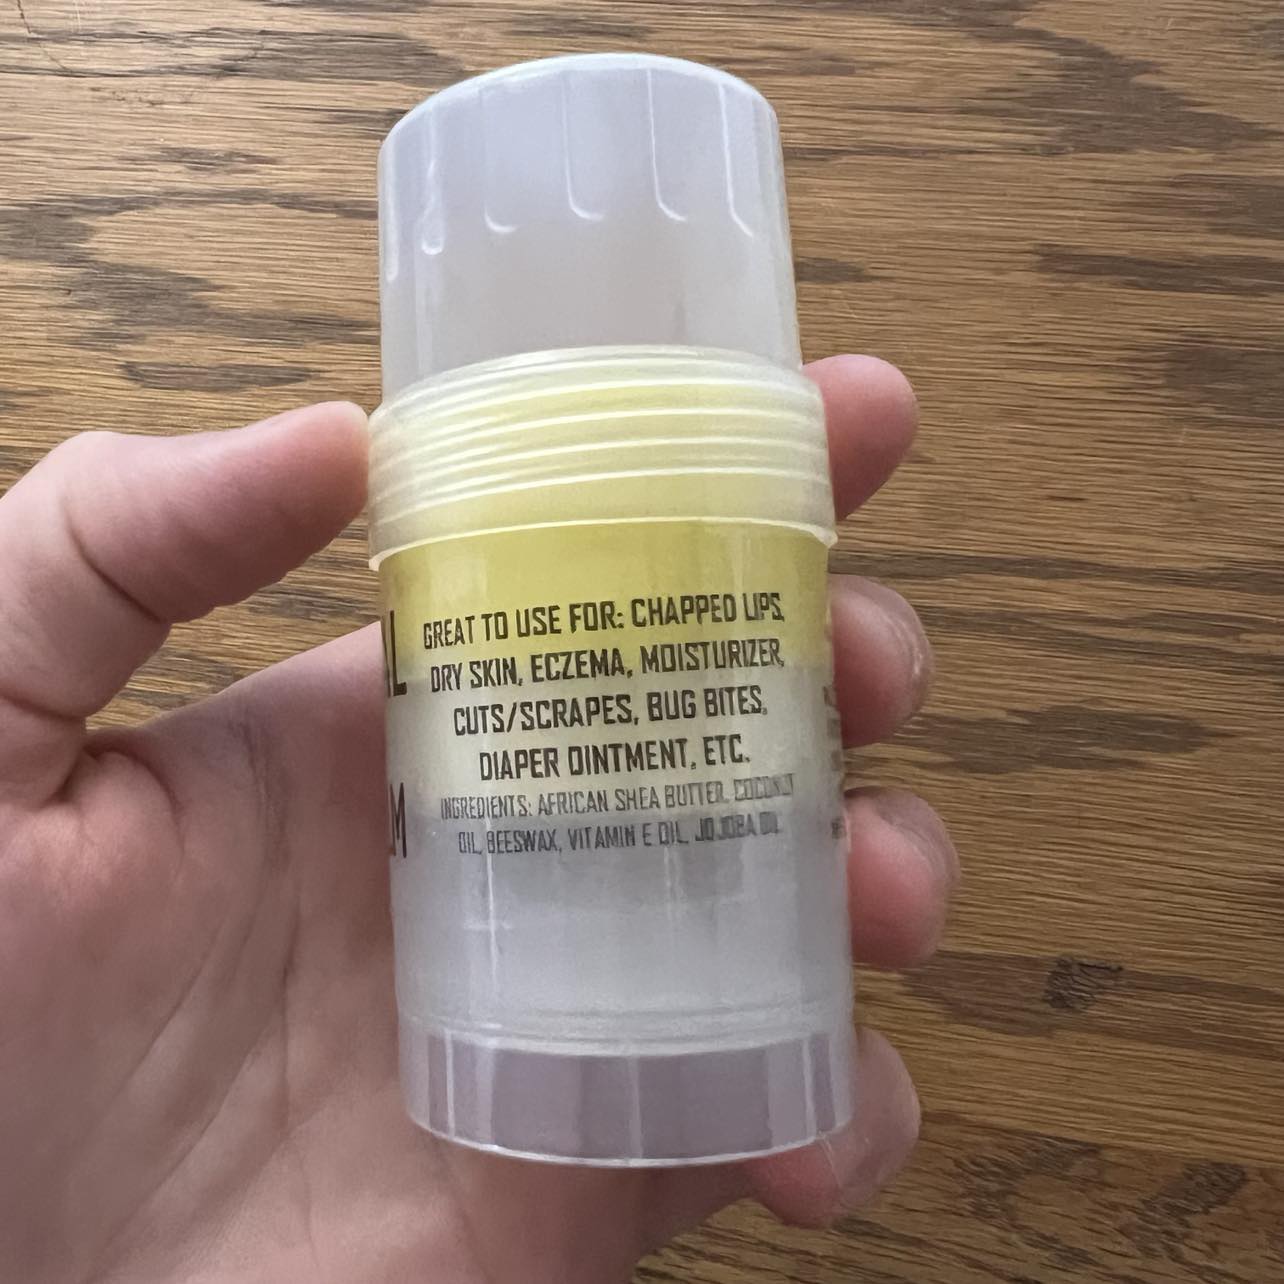 GREAT TO USE FOR: CHAPPED LIPS,
DRY SKIN, ECZEMA, MOISTURIZER,
CUTS/SCRAPES, BUG BITES,
DIAPER OINTMENT, ETC.
INGREDIENTS: AFRICAN SHEA BUTTER, COCONUT
OIL, BEESWAX, VITAMIN E OIL, JOJOBA OIL